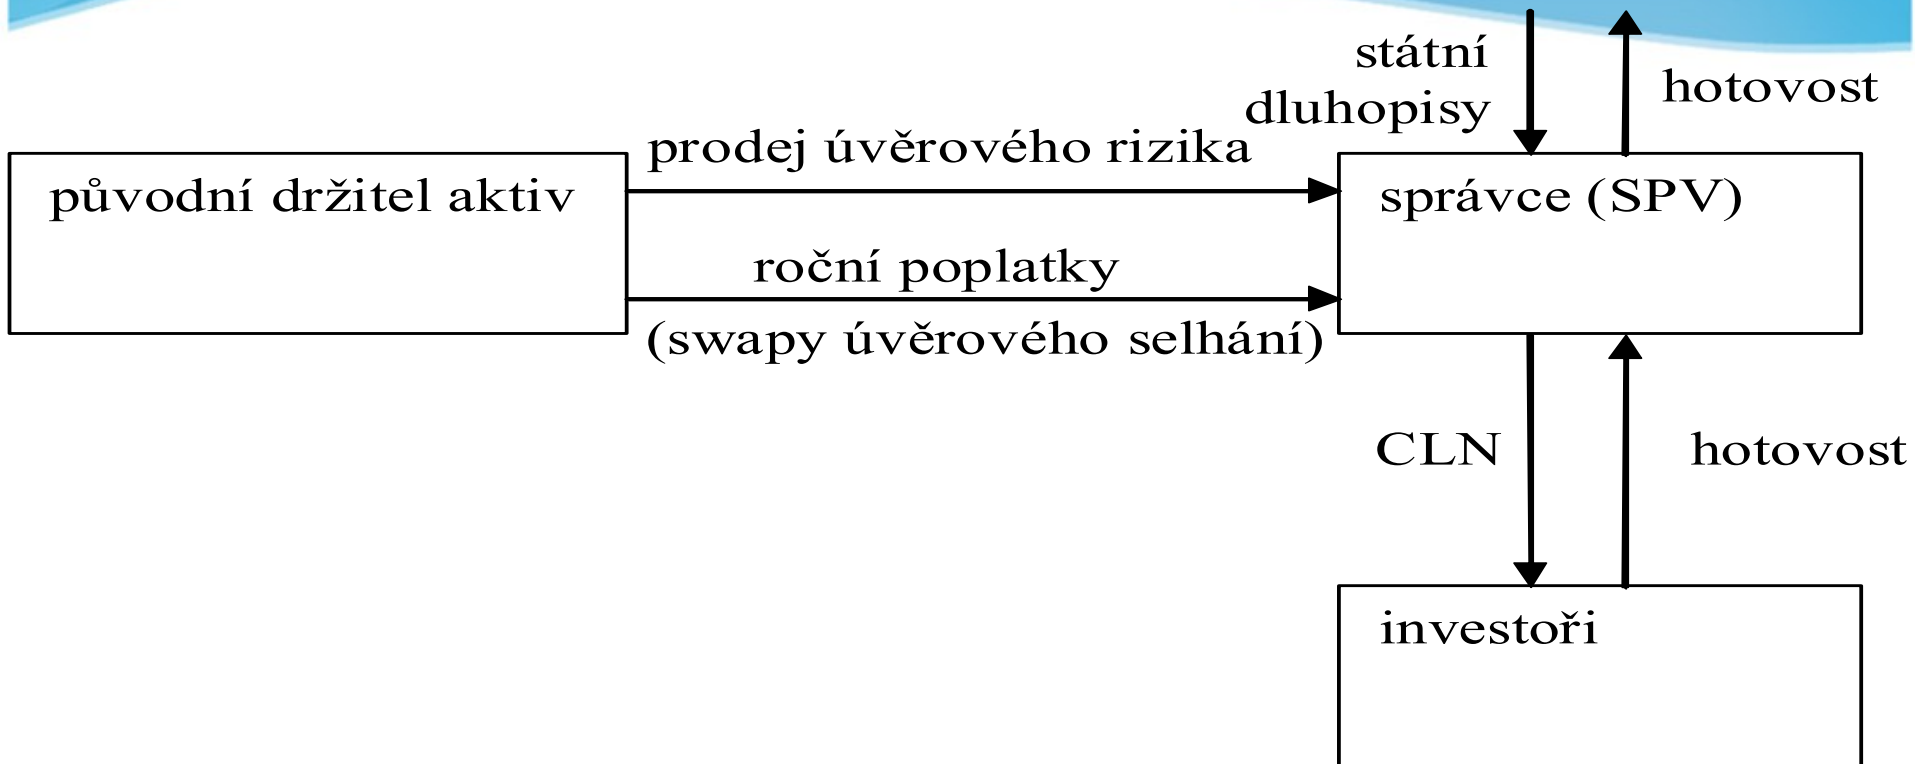 státní
dluhopisy
hotovost
prodej úvěrového rizika
původní držitel aktiv
správce (SPV)
roční poplatky
(swapy úvěrového selhání)
CLN
hotovost
investoři